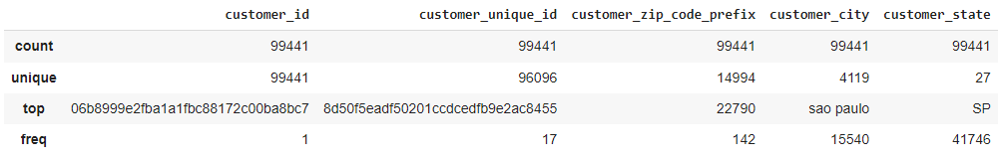 customer_id customer_unique_id customer_zip_code_prefix customer_city customer_state
count 99441 99441 99441 99441 99441
unique 99441 96096 14994 4119 27
top 06b8999e2fba1a1fbc88172c00ba8bc7 8d50f5eadf50201ccdcedfb9e2ac8455 22790 sao paulo SP
freq 1 17 142 15540 41746